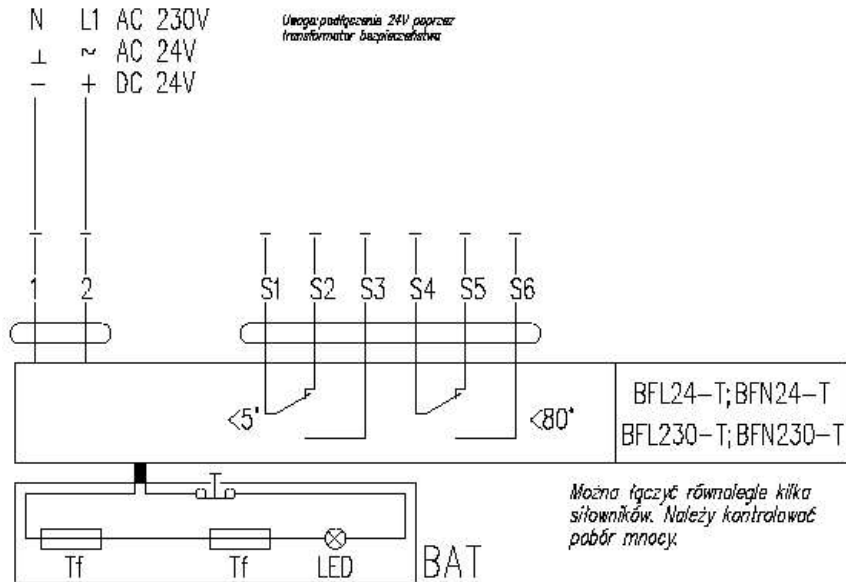 N L1 AC 230V
⊥ ~ AC 24V
− + DC 24V
Uwaga:podłączenie 24V poprzez
transformator bezpieczeństwa
1 2 S1 S2 S3 S4 S5 S6
<5° <80°
BFL24-T;BFN24-T
BFL230-T;BFN230-T
T
Tf Tf LED BAT
Można łączyć równolegle kilka
siłowników. Należy kontrolować
pobór mnocy.